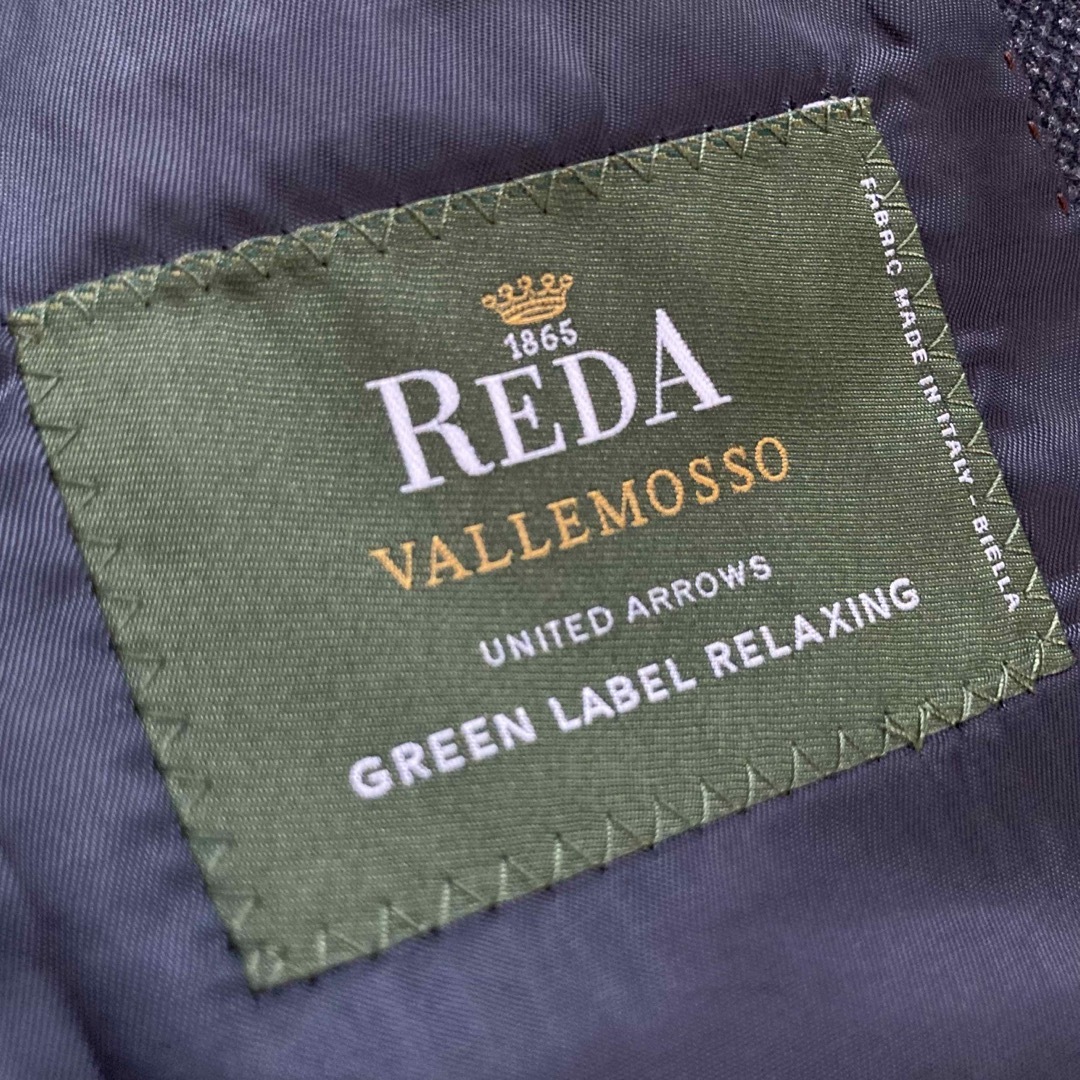 1865
REDA
VALLEMOSSO
UNITED ARROWS
GREEN LABEL RELAXING
FABRIC MADE IN ITALY - BIELLA